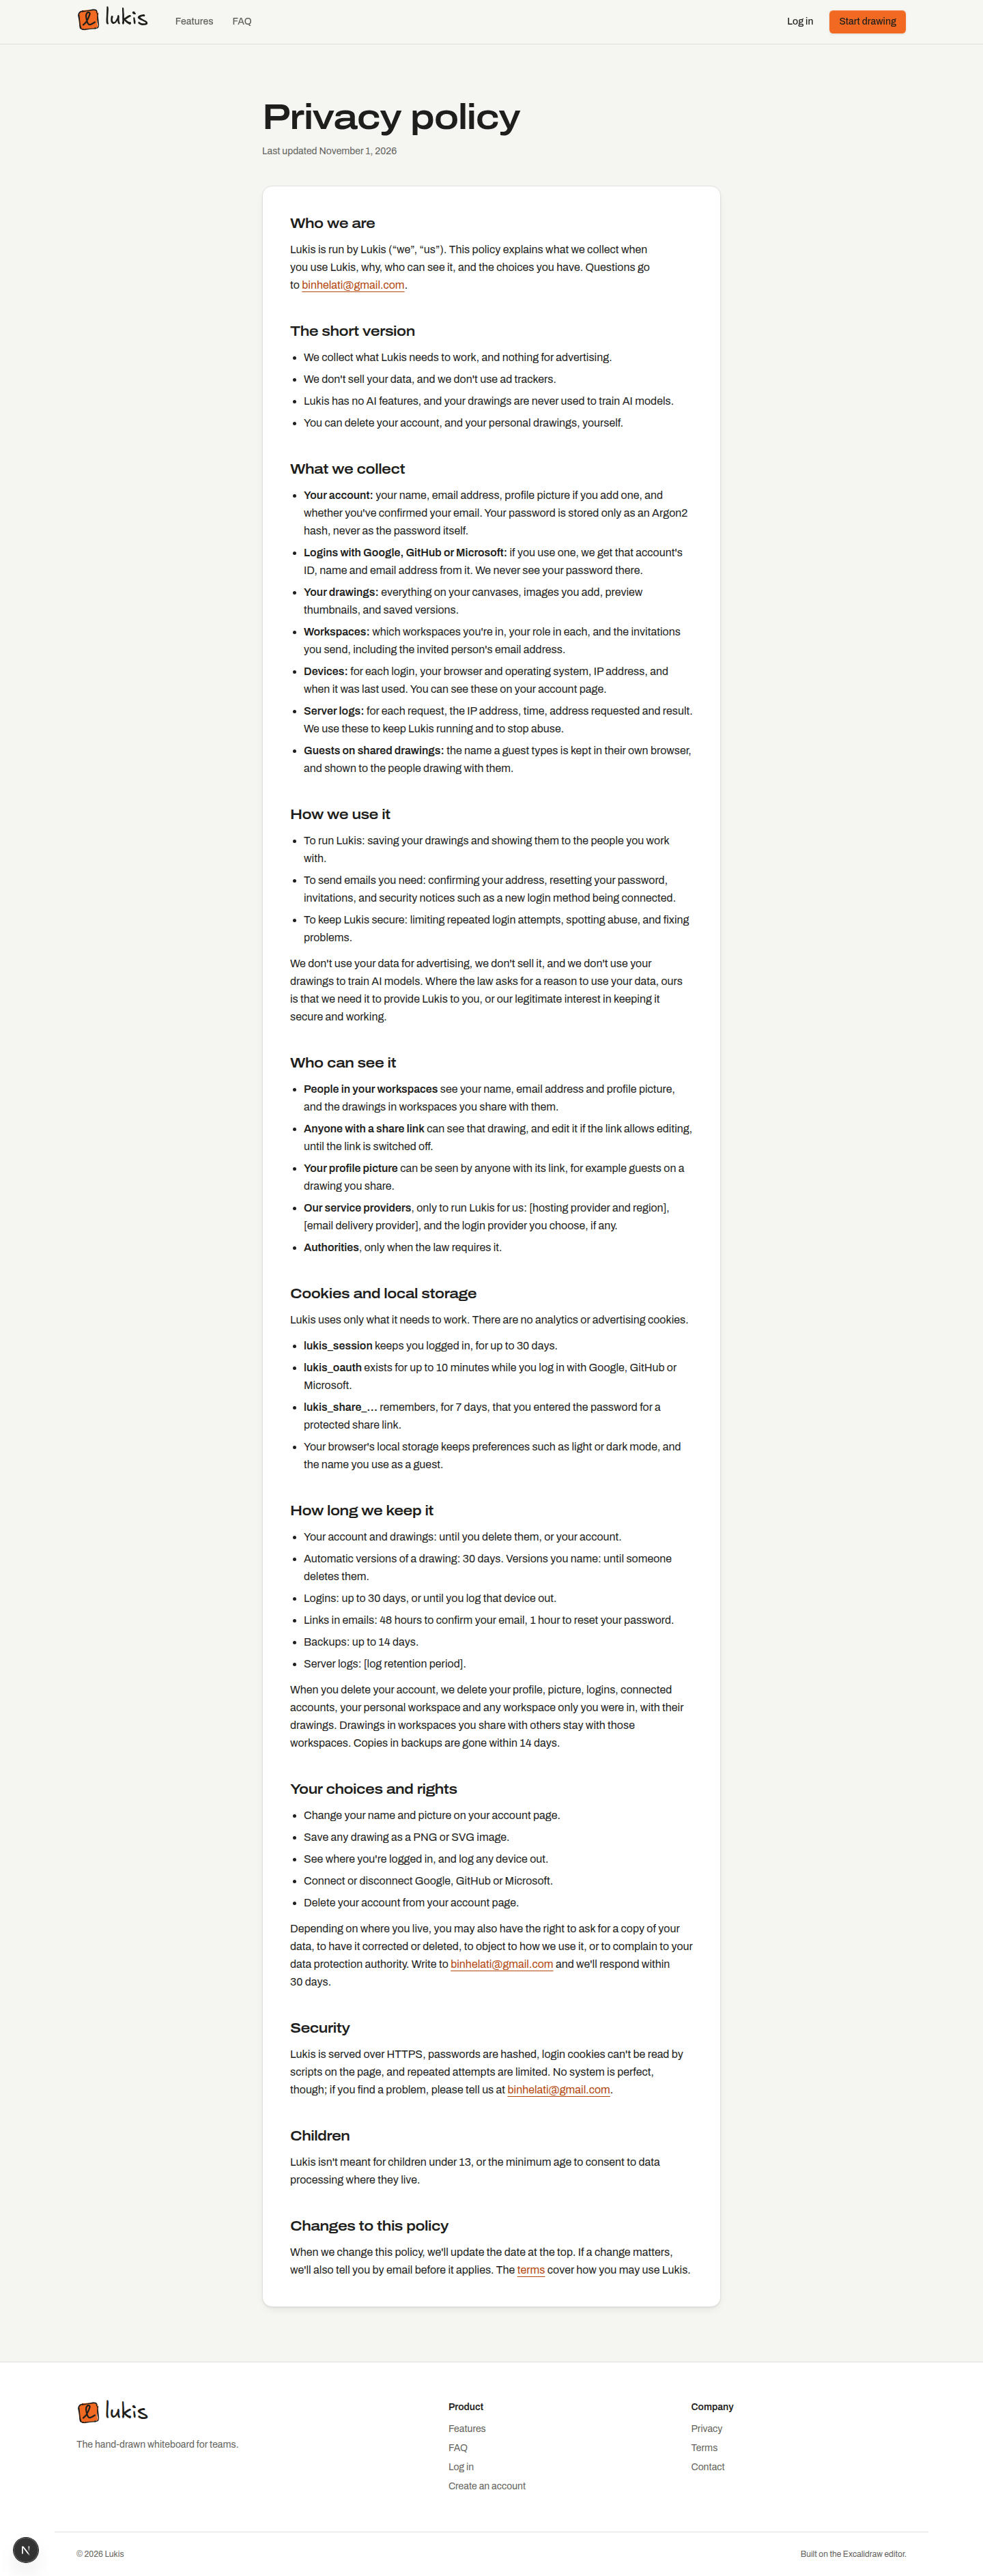 lukis
Features
FAQ
Log in
Start drawing
Privacy policy
Last updated November 1, 2026
Who we are
Lukis is run by Lukis (“we”, “us”). This policy explains what we collect when
you use Lukis, why, who can see it, and the choices you have. Questions go
to binhelati@gmail.com.
The short version
• We collect what Lukis needs to work, and nothing for advertising.
• We don't sell your data, and we don't use ad trackers.
• Lukis has no AI features, and your drawings are never used to train AI models.
• You can delete your account, and your personal drawings, yourself.
What we collect
• Your account: your name, email address, profile picture if you add one, and
whether you've confirmed your email. Your password is stored only as an Argon2
hash, never as the password itself.
• Logins with Google, GitHub or Microsoft: if you use one, we get that account's
ID, name and email address from it. We never see your password there.
• Your drawings: everything on your canvases, images you add, preview
thumbnails, and saved versions.
• Workspaces: which workspaces you're in, your role in each, and the invitations
you send, including the invited person's email address.
• Devices: for each login, your browser and operating system, IP address, and
when it was last used. You can see these on your account page.
• Server logs: for each request, the IP address, time, address requested and result.
We use these to keep Lukis running and to stop abuse.
• Guests on shared drawings: the name a guest types is kept in their own browser,
and shown to the people drawing with them.
How we use it
• To run Lukis: saving your drawings and showing them to the people you work
with.
• To send emails you need: confirming your address, resetting your password,
invitations, and security notices such as a new login method being connected.
• To keep Lukis secure: limiting repeated login attempts, spotting abuse, and fixing
problems.
We don't use your data for advertising, we don't sell it, and we don't use your
drawings to train AI models. Where the law asks for a reason to use your data, ours
is that we need it to provide Lukis to you, or our legitimate interest in keeping it
secure and working.
Who can see it
• People in your workspaces see your name, email address and profile picture,
and the drawings in workspaces you share with them.
• Anyone with a share link can see that drawing, and edit it if the link allows editing,
until the link is switched off.
• Your profile picture can be seen by anyone with its link, for example guests on a
drawing you share.
• Our service providers, only to run Lukis for us: [hosting provider and region],
[email delivery provider], and the login provider you choose, if any.
• Authorities, only when the law requires it.
Cookies and local storage
Lukis uses only what it needs to work. There are no analytics or advertising cookies.
• lukis_session keeps you logged in, for up to 30 days.
• lukis_oauth exists for up to 10 minutes while you log in with Google, GitHub or
Microsoft.
• lukis_share_... remembers, for 7 days, that you entered the password for a
protected share link.
• Your browser's local storage keeps preferences such as light or dark mode, and
the name you use as a guest.
How long we keep it
• Your account and drawings: until you delete them, or your account.
• Automatic versions of a drawing: 30 days. Versions you name: until someone
deletes them.
• Logins: up to 30 days, or until you log that device out.
• Links in emails: 48 hours to confirm your email, 1 hour to reset your password.
• Backups: up to 14 days.
• Server logs: [log retention period].
When you delete your account, we delete your profile, picture, logins, connected
accounts, your personal workspace and any workspace only you were in, with their
drawings. Drawings in workspaces you share with others stay with those
workspaces. Copies in backups are gone within 14 days.
Your choices and rights
• Change your name and picture on your account page.
• Save any drawing as a PNG or SVG image.
• See where you're logged in, and log any device out.
• Connect or disconnect Google, GitHub or Microsoft.
• Delete your account from your account page.
Depending on where you live, you may also have the right to ask for a copy of your
data, to have it corrected or deleted, to object to how we use it, or to complain to your
data protection authority. Write to binhelati@gmail.com and we'll respond within
30 days.
Security
Lukis is served over HTTPS, passwords are hashed, login cookies can't be read by
scripts on the page, and repeated attempts are limited. No system is perfect,
though; if you find a problem, please tell us at binhelati@gmail.com.
Children
Lukis isn't meant for children under 13, or the minimum age to consent to data
processing where they live.
Changes to this policy
When we change this policy, we'll update the date at the top. If a change matters,
we'll also tell you by email before it applies. The terms cover how you may use Lukis.
lukis
The hand-drawn whiteboard for teams.
Product
Features
FAQ
Log in
Create an account
Company
Privacy
Terms
Contact
N
© 2026 Lukis
Built on the Excalidraw editor.